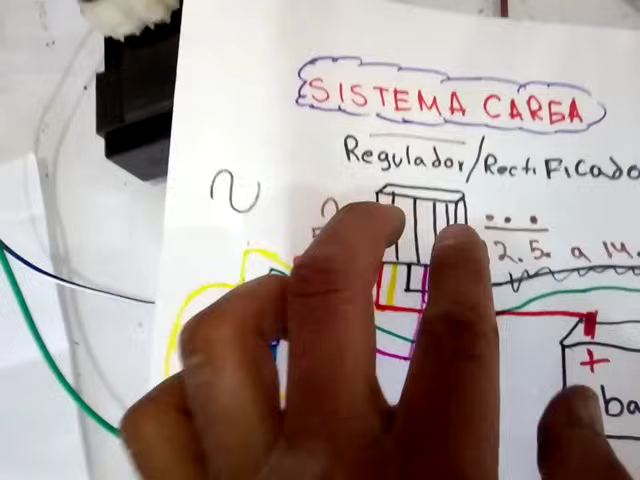 SISTEMA CARGA
Regulador/Rectificado
2.5. a 14.
+
ba